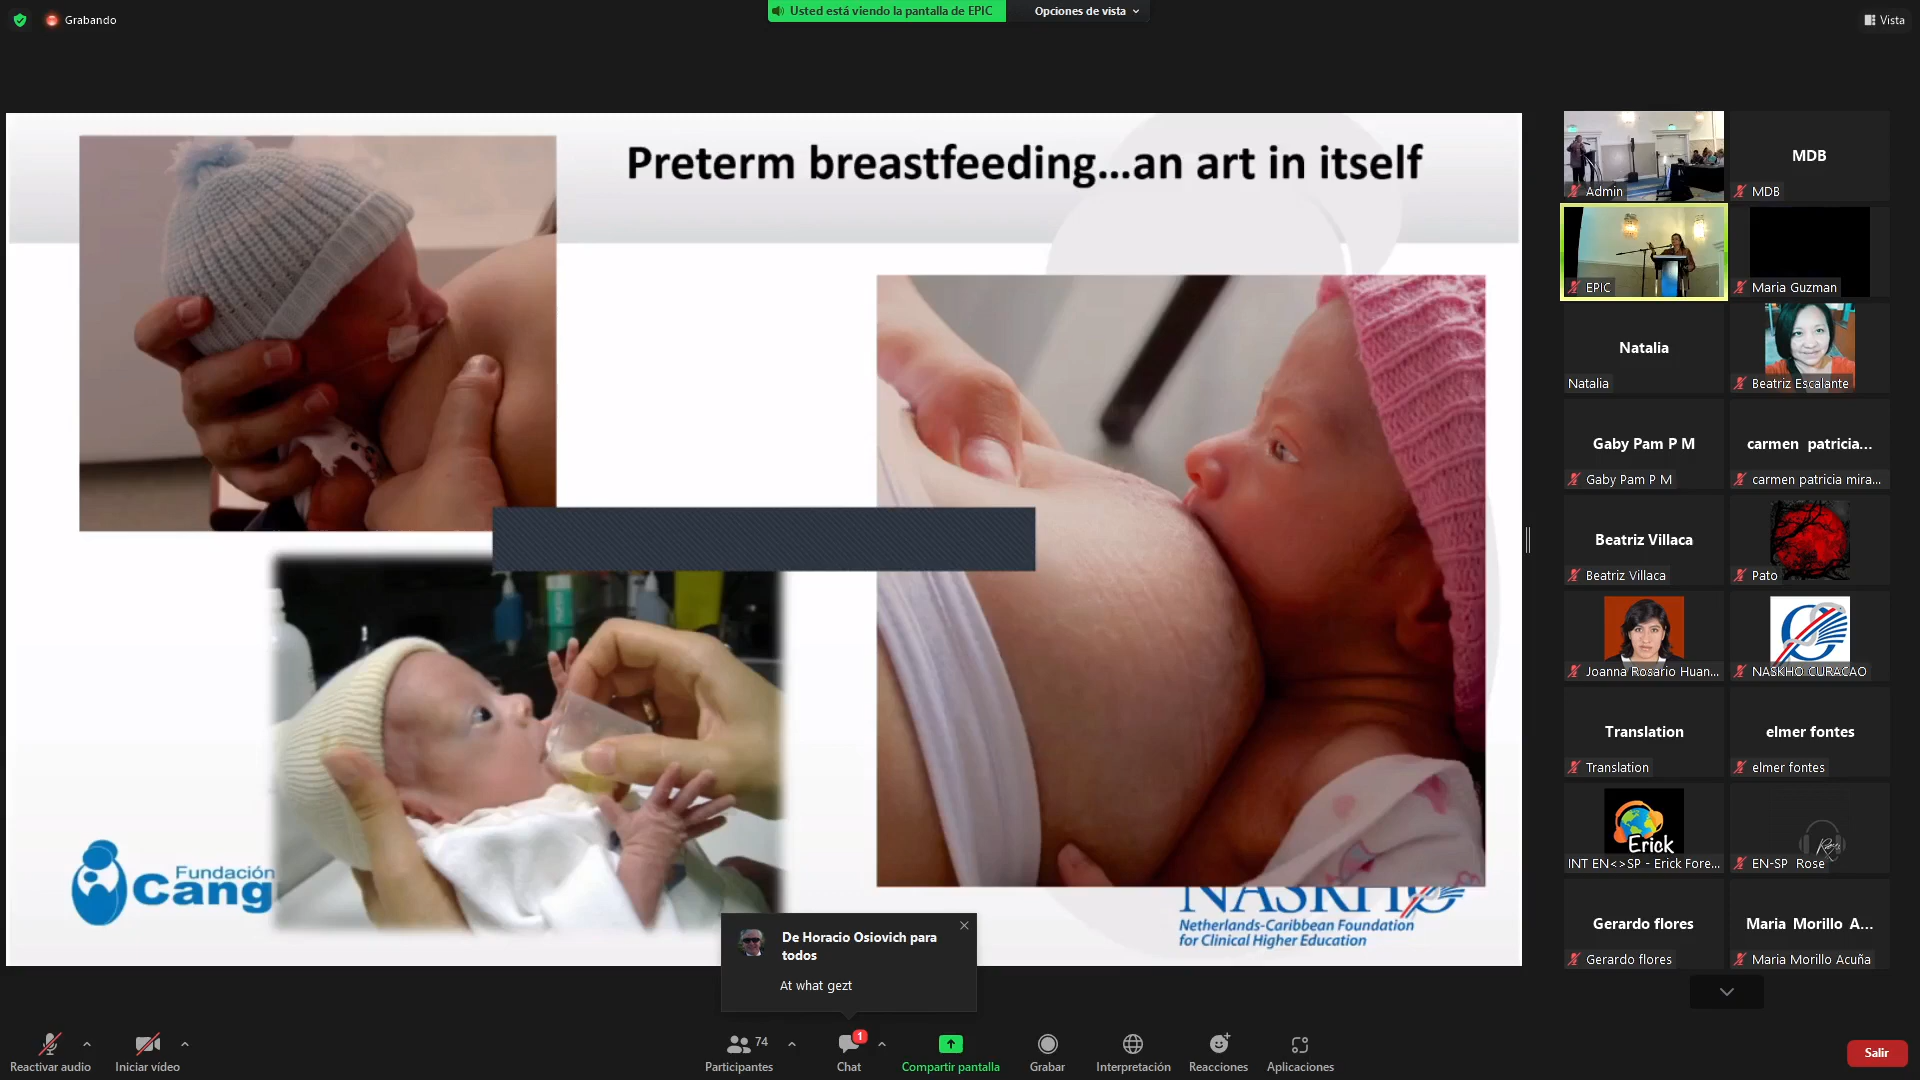 Grabando
Usted está viendo la pantalla de EPIC
Opciones de vista
Vista
Preterm breastfeeding...an art in itself
Fundación
Cang
NASKHO
Netherlands-Caribbean Foundation
for Clinical Higher Education
De Horacio Osiovich para
todos
At what gezt
Admin
MDB
MDB
EPIC
Maria Guzman
Natalia
Natalia
Beatriz Escalante
Gaby Pam P M
Gaby Pam P M
carmen patricia...
carmen patricia mira...
Beatriz Villaca
Beatriz Villaca
Pato
Joanna Rosario Huan...
NASKHO CURACAO
Translation
Translation
elmer fontes
elmer fontes
Erick
INT EN<>SP - Erick Fore...
EN-SP Rose
Gerardo flores
Gerardo flores
Maria Morillo A...
Maria Morillo Acuña
Reactivar audio
Iniciar vídeo
74
Participantes
1
Chat
Compartir pantalla
Grabar
Interpretación
Reacciones
Aplicaciones
Salir